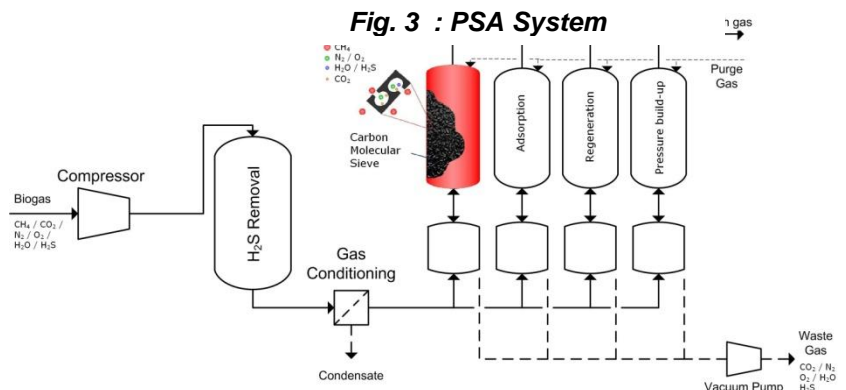 Fig. 3 : PSA System
CH₄
N₂ / O₂
H₂O / H₂S
CO₂
gas
Purge
Gas
Carbon
Molecular
Sieve
Adsorption
Regeneration
Pressure build-up
Compressor
Biogas
CH₄ / CO₂ /
N₂ / O₂ /
H₂O / H₂S
H₂S Removal
Gas
Conditioning
Condensate
Waste
Gas
CO₂ / N₂
O₂ / H₂O
H₂S
Vacuum Pump